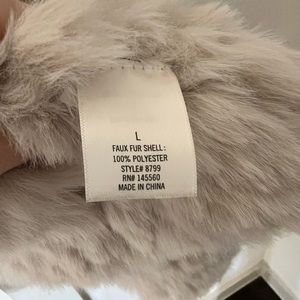 L
FAUX FUR SHELL:
100% POLYESTER
STYLE# 8799
RN# 145560
MADE IN CHINA